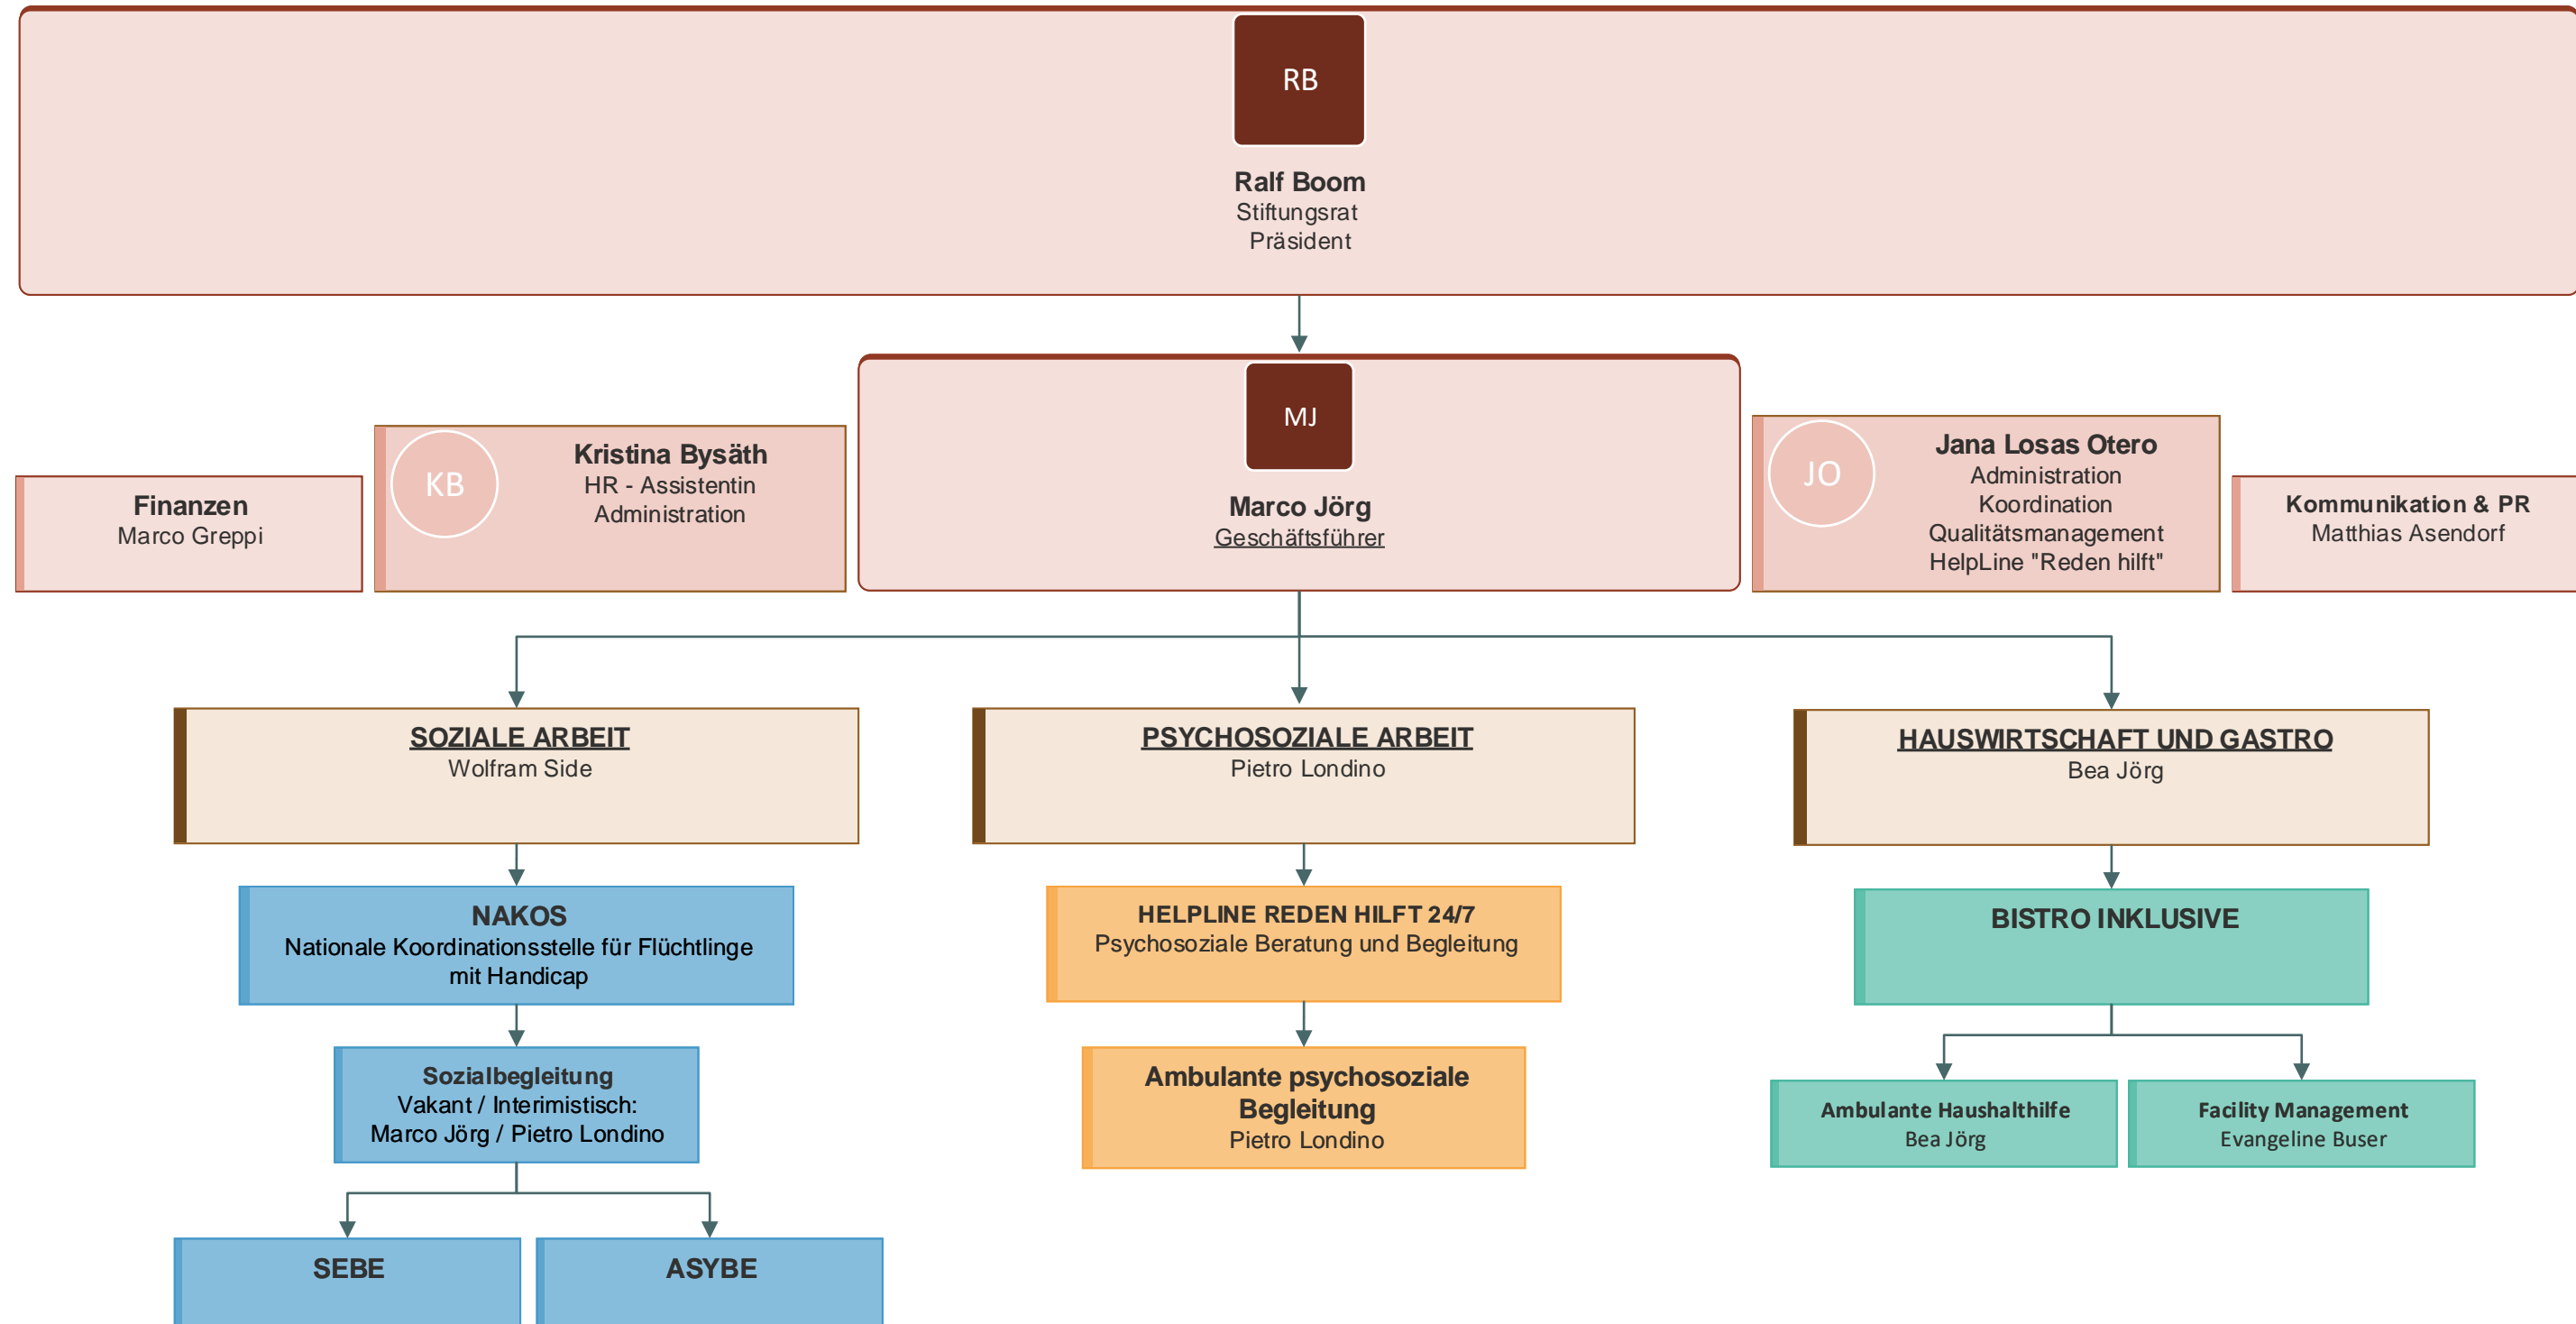 RB
Ralf Boom
Stiftungsrat
Präsident
Finanzen
Marco Greppi
KB
Kristina Bysäth
HR - Assistentin
Administration
MJ
Marco Jörg
Geschäftsführer
JO
Jana Losas Otero
Administration
Koordination
Qualitätsmanagement
HelpLine "Reden hilft"
Kommunikation & PR
Matthias Asendorf
SOZIALE ARBEIT
Wolfram Side
PSYCHOSOZIALE ARBEIT
Pietro Londino
HAUSWIRTSCHAFT UND GASTRO
Bea Jörg
NAKOS
Nationale Koordinationsstelle für Flüchtlinge
mit Handicap
HELPLINE REDEN HILFT 24/7
Psychosoziale Beratung und Begleitung
BISTRO INKLUSIVE
Sozialbegleitung
Vakant / Interimistisch:
Marco Jörg / Pietro Londino
Ambulante psychosoziale
Begleitung
Pietro Londino
Ambulante Haushalthilfe
Bea Jörg
Facility Management
Evangeline Buser
SEBE
ASYBE